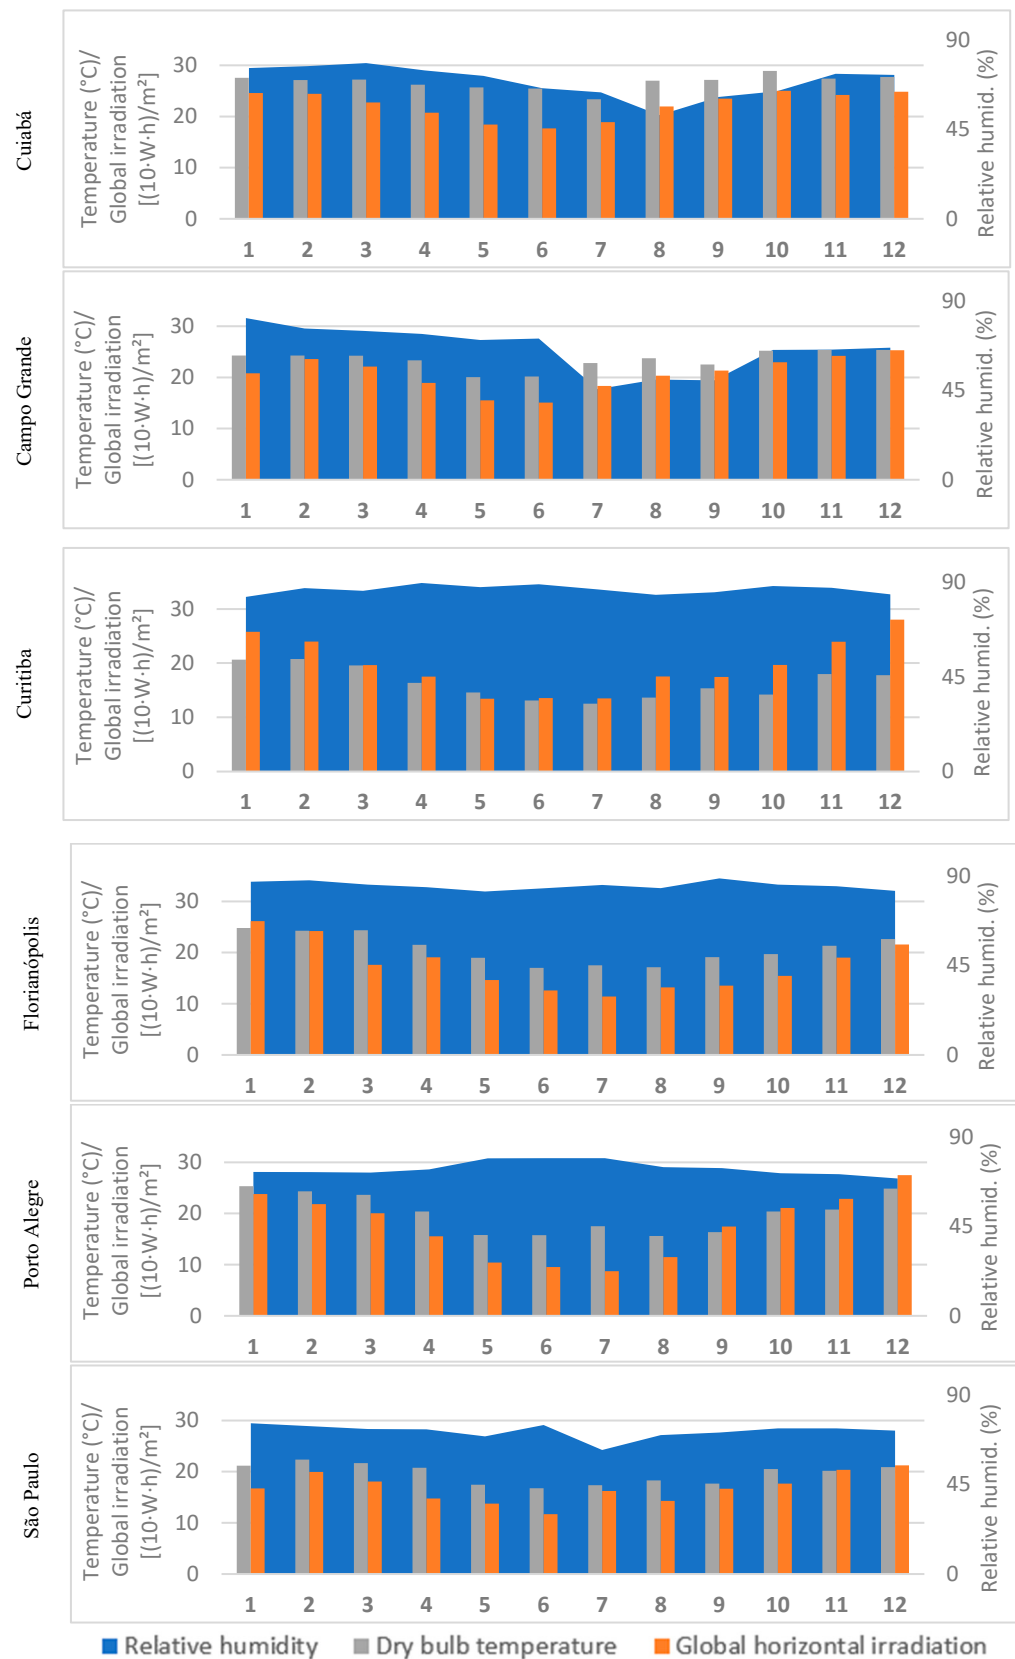 Cuiabá
Temperature (°C)/
Global irradiation
[(10·W·h)/m²]
30
20
10
0
90
45
0
Relative humid. (%)
1 2 3 4 5 6 7 8 9 10 11 12
Campo Grande
Temperature (°C)/
Global irradiation
[(10·W·h)/m²]
30
20
10
0
90
45
0
Relative humid. (%)
1 2 3 4 5 6 7 8 9 10 11 12
Curitiba
Temperature (°C)/
Global irradiation
[(10·W·h)/m²]
30
20
10
0
90
45
0
Relative humid. (%)
1 2 3 4 5 6 7 8 9 10 11 12
Florianópolis
Temperature (°C)/
Global irradiation
[(10·W·h)/m²]
30
20
10
0
90
45
0
Relative humid. (%)
1 2 3 4 5 6 7 8 9 10 11 12
Porto Alegre
Temperature (°C)/
Global irradiation
[(10·W·h)/m²]
30
20
10
0
90
45
0
Relative humid. (%)
1 2 3 4 5 6 7 8 9 10 11 12
São Paulo
Temperature (°C)/
Global irradiation
[(10·W·h)/m²]
30
20
10
0
90
45
0
Relative humid. (%)
1 2 3 4 5 6 7 8 9 10 11 12
Relative humidity Dry bulb temperature Global horizontal irradiation